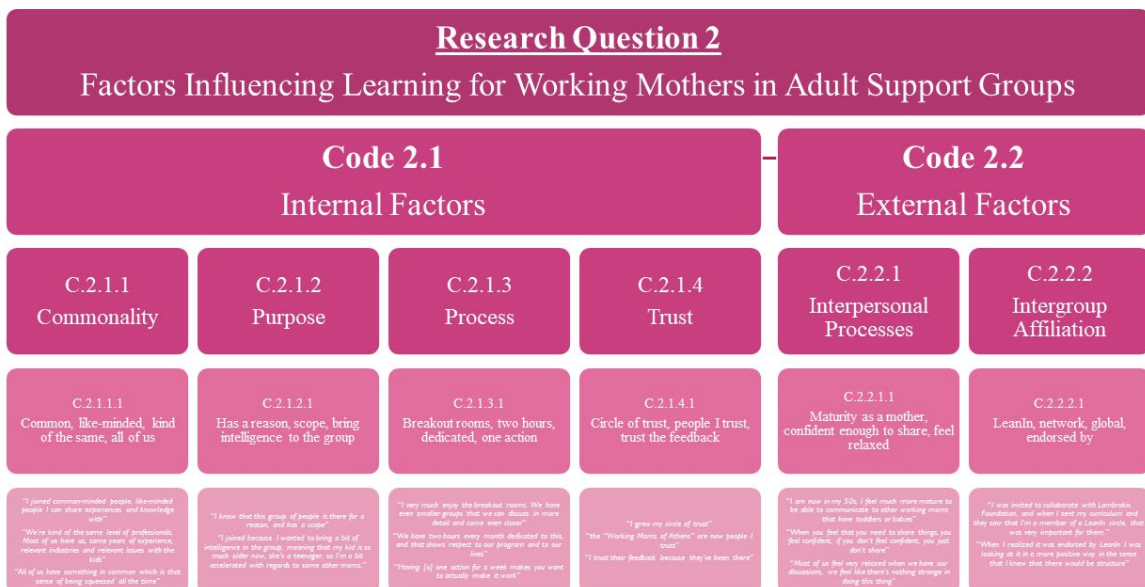 Research Question 2
Factors Influencing Learning for Working Mothers in Adult Support Groups
Code 2.1
Internal Factors
Code 2.2
External Factors
C.2.1.1
Commonality
C.2.1.2
Purpose
C.2.1.3
Process
C.2.1.4
Trust
C.2.2.1
Interpersonal
Processes
C.2.2.2
Intergroup
Affiliation
C.2.1.1.1
Common, like-minded, kind
of the same, all of us
C.2.1.2.1
Has a reason, scope, bring
intelligence to the group
C.2.1.3.1
Breakout rooms, two hours,
dedicated, one action
C.2.1.4.1
Circle of trust, people I trust,
trust the feedback
C.2.2.1.1
Maturity as a mother,
confident enough to share, feel
relaxed
C.2.2.2.1
LeanIn, network, global,
endorsed by
"I joined common-minded people, like-minded
people I can share experiences and knowledge
with"
"We're kind of the same level of professionals.
Most of us have us, same years of experience,
relevant industries and relevant issues with the
kids"
"All of us have something in common which is that
sense of being squeezed all the time"
"I know that this group of people is there for a
reason, and has a scope"
"I joined because I wanted to bring a bit of
intelligence in the group, meaning that my kid is so
much older now, she's a teenager, so I'm a bit
accelerated with regards to some other moms."
"I very much enjoy the breakout rooms. We have
even smaller groups that we can discuss in more
detail and come even closer"
"We have two hours every month dedicated to this,
and that shows respect to our program and to our
lives"
"Having [a] one action for a week makes you want
to actually make it work"
"I grew my circle of trust"
"the "Working Moms of Athens" are now people I
trust"
"I trust their feedback because they've been there"
"I am now in my 50s, I feel much more mature to
be able to communicate to other working moms
that have toddlers or babies"
"When you feel that you need to share things, you
feel confident, if you don't feel confident, you just
don't share"
"Most of us feel very relaxed when we have our
discussions, we feel like there's nothing strange in
doing this thing"
"I was invited to collaborate with Lambrakis
Foundation, and when I sent my curriculum and
they saw that I'm a member of a LeanIn circle, that
was very important for them."
"When I realized it was endorsed by LeanIn I was
looking at it in a more positive way in the sense
that I knew that there would be structure"